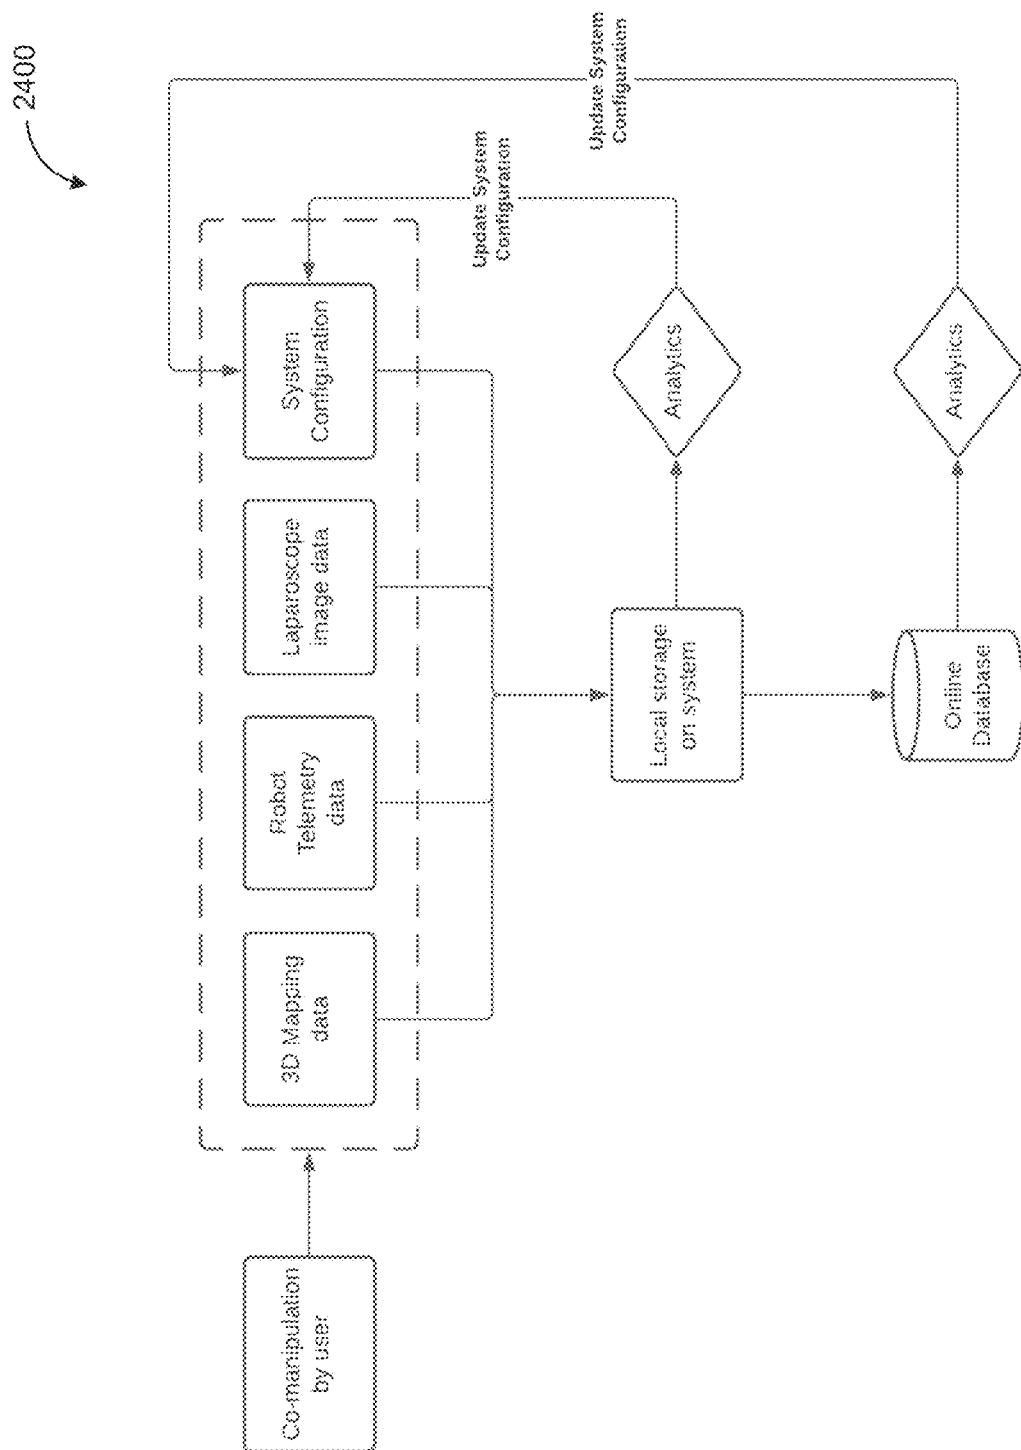 2400
Co-manipulation
by user
3D Mapping
data
Robot
Telemetry
data
Laparoscope
image data
System
Configuration
Update System
Configuration
Update System
Configuration
Local storage
on system
Analytics
Online
Database
Analytics